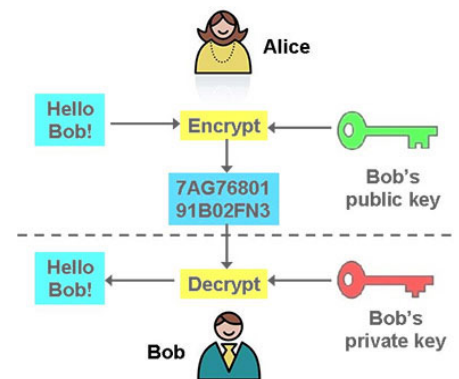 Alice
Hello
Bob!
Encrypt
Bob's
public key
7AG76801
91B02FN3
Hello
Bob!
Decrypt
Bob's
private key
Bob